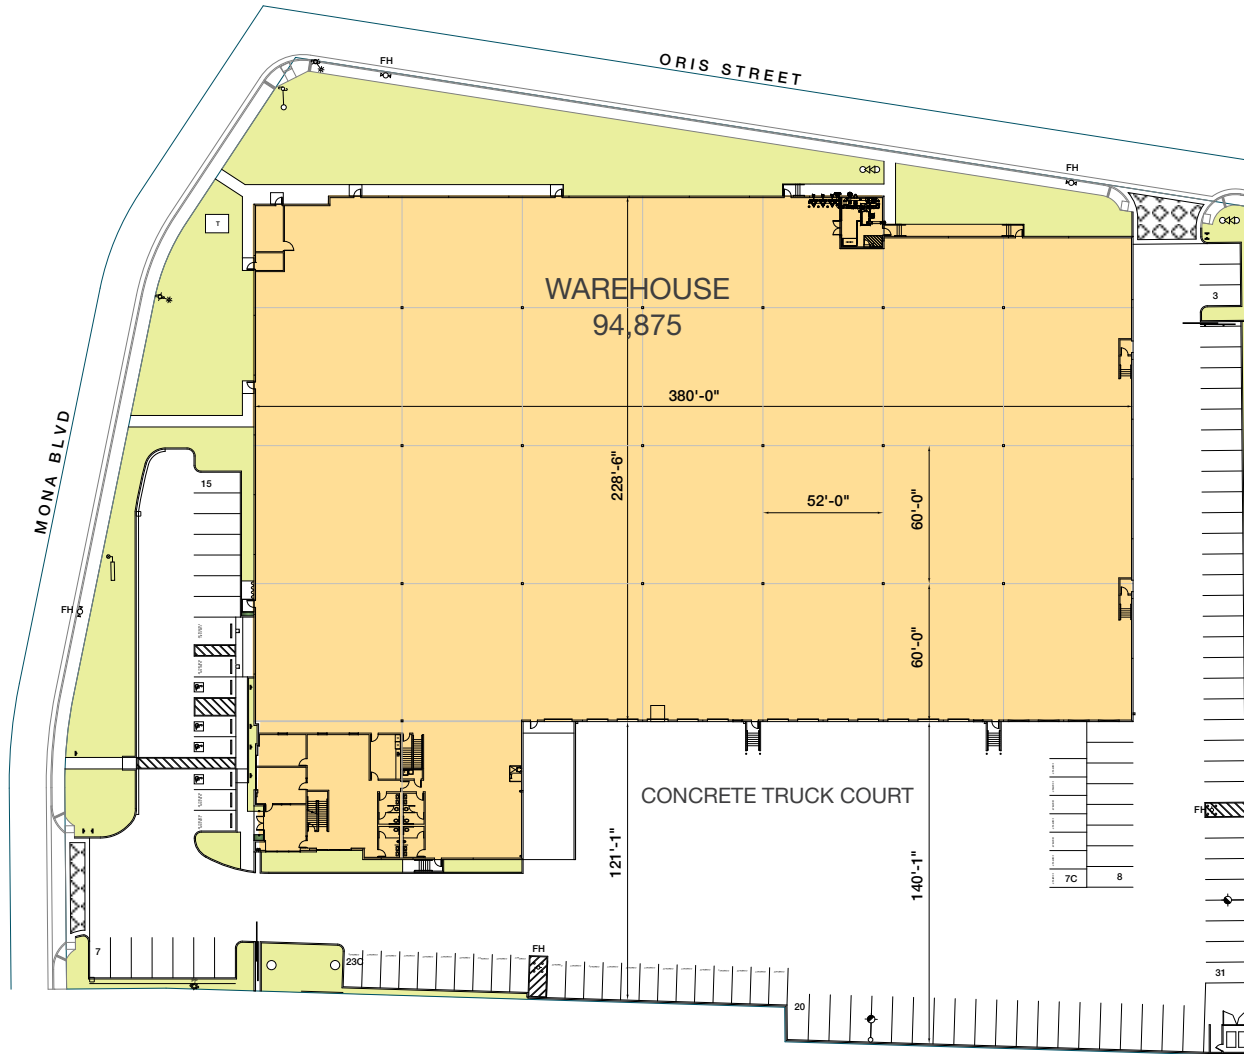 ORIS STREET
FH
FH
T
WAREHOUSE
94,875
3
380'-0"
MONA BLVD
228'-6"
15
52'-0"
60'-0"
FH
60'-0"
CONCRETE TRUCK COURT
FH
121'-1"
140'-1"
7C
8
7
23C
FH
31
20